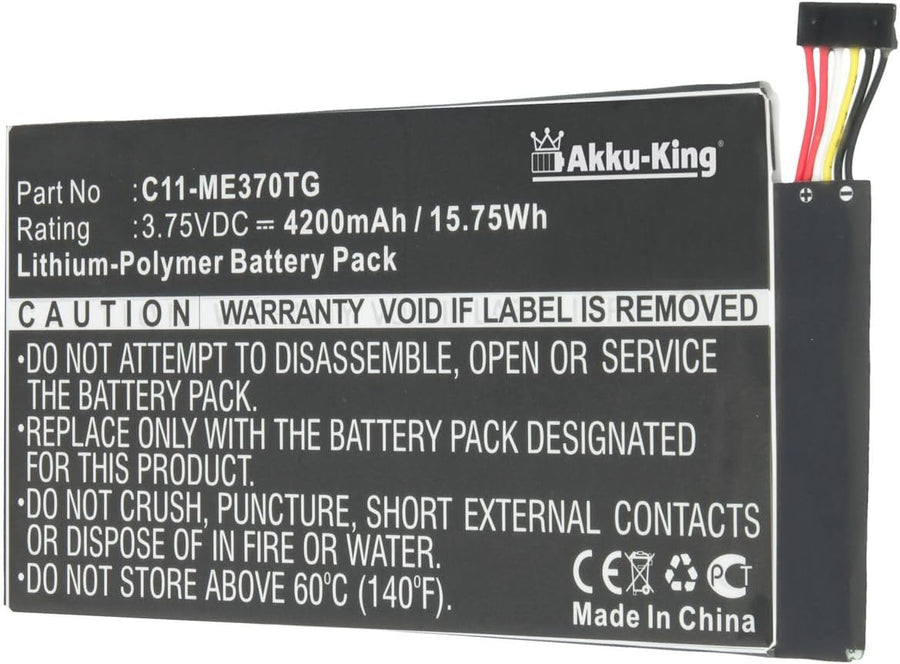 Akku-King
Part No :C11-ME370TG
Rating :3.75VDC ⎓ 4200mAh / 15.75Wh
Lithium-Polymer Battery Pack
CAUTION WARRANTY VOID IF LABEL IS REMOVED
•DO NOT ATTEMPT TO DISASSEMBLE, OPEN OR SERVICE
THE BATTERY PACK.
•REPLACE ONLY WITH THE BATTERY PACK DESIGNATED
FOR THIS PRODUCT.
•DO NOT CRUSH, PUNCTURE, SHORT EXTERNAL CONTACTS
OR DISPOSE OF IN FIRE OR WATER.
•DO NOT STORE ABOVE 60°C (140°F).
CE PCT
Made in China
+ -